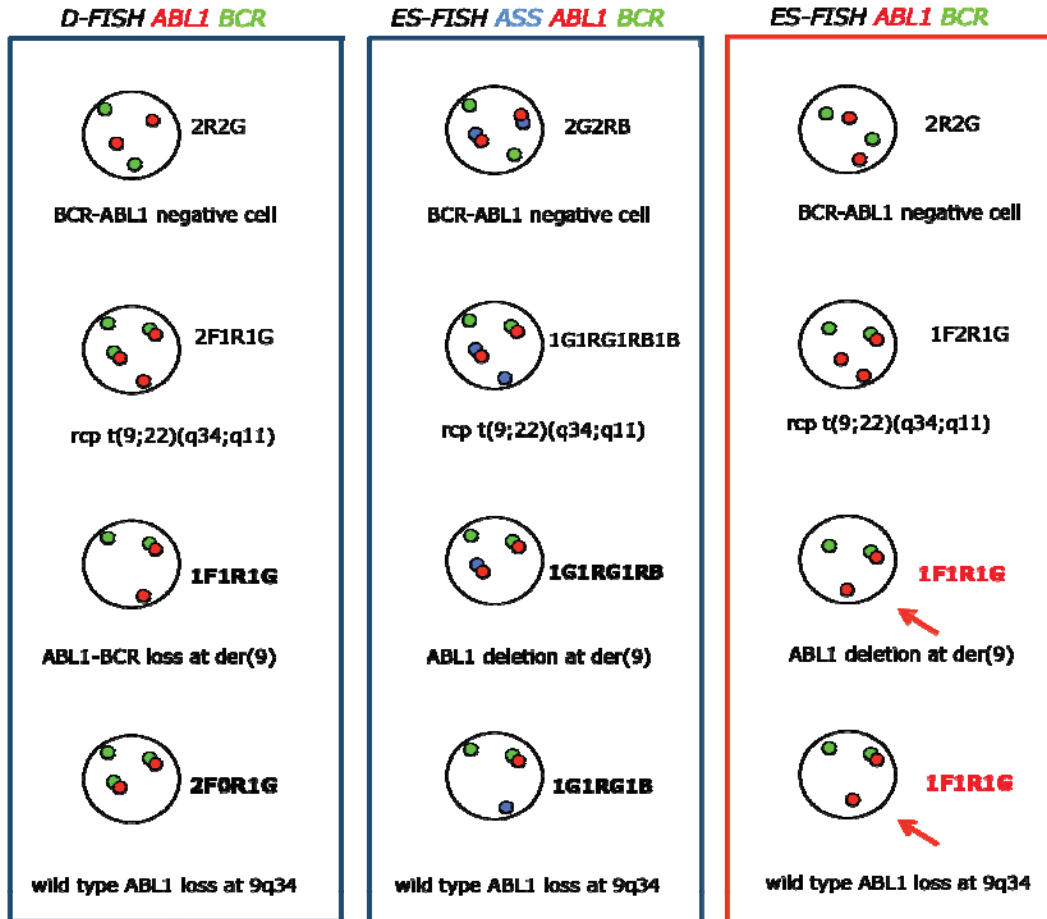 D-FISH ABL1 BCR
2R2G
BCR-ABL1 negative cell
2F1R1G
rcp t(9;22)(q34;q11)
1F1R1G
ABL1-BCR loss at der(9)
2F0R1G
wild type ABL1 loss at 9q34
ES-FISH ASS ABL1 BCR
2G2RB
BCR-ABL1 negative cell
1G1RG1RB1B
rcp t(9;22)(q34;q11)
1G1RG1RB
ABL1 deletion at der(9)
1G1RG1B
wild type ABL1 loss at 9q34
ES-FISH ABL1 BCR
2R2G
BCR-ABL1 negative cell
1F2R1G
rcp t(9;22)(q34;q11)
1F1R1G
ABL1 deletion at der(9)
1F1R1G
wild type ABL1 loss at 9q34